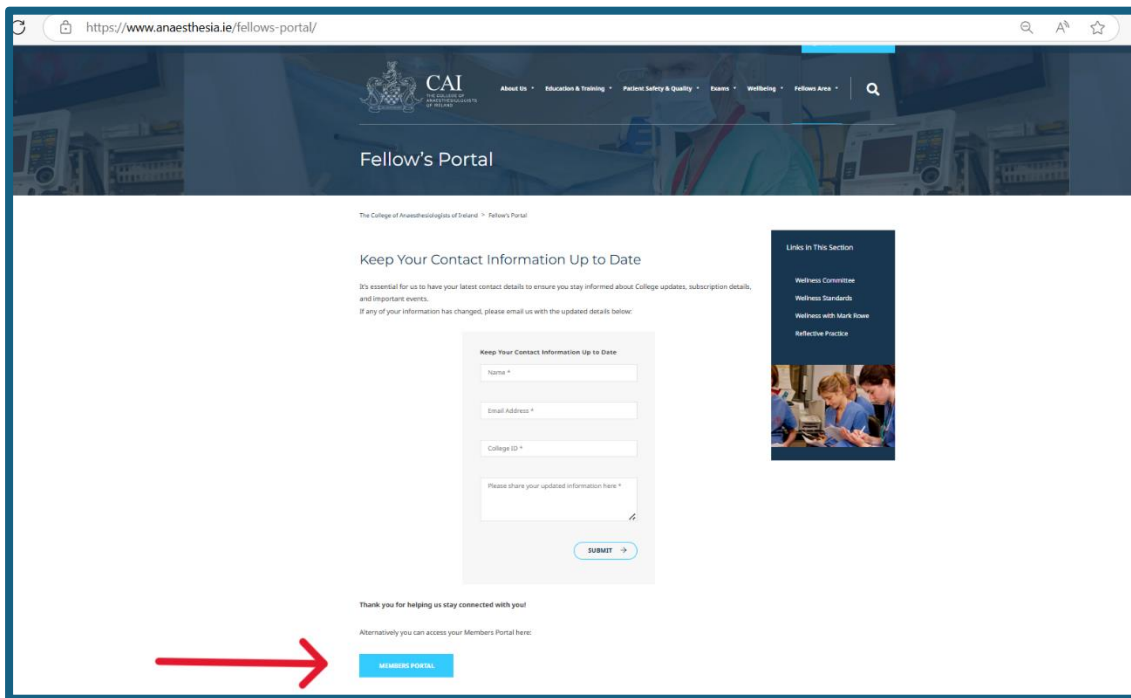 https://www.anaesthesia.ie/fellows-portal/
CAI
THE COLLEGE OF
ANAESTHESIOLOGISTS
OF IRELAND
About Us
Education & Training
Patient Safety & Quality
Exams
Wellbeing
Fellows Area
Fellow's Portal
The College of Anaesthesiologists of Ireland > Fellow's Portal
Keep Your Contact Information Up to Date
It's essential for us to have your latest contact details to ensure you stay informed about College updates, subscription details,
and important events.
If any of your information has changed, please email us with the updated details below:
Keep Your Contact Information Up to Date
Name *
Email Address *
College ID *
Please share your updated information here *
SUBMIT →
Thank you for helping us stay connected with you!
Alternatively you can access your Members Portal here:
MEMBERS PORTAL
Links in This Section
Wellness Committee
Wellness Standards
Wellness with Mark Rowe
Reflective Practice